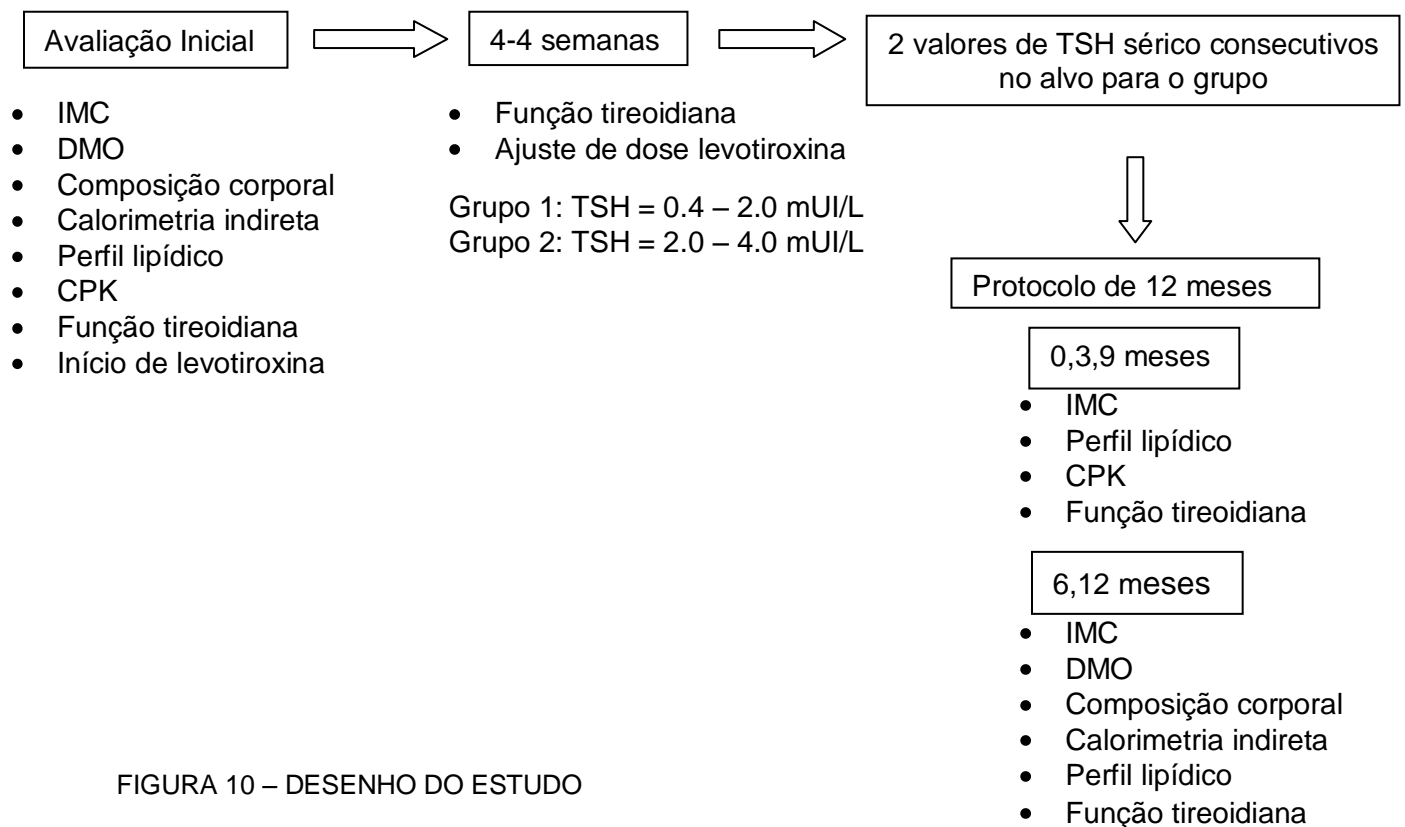 Avaliação Inicial
• IMC
• DMO
• Composição corporal
• Calorimetria indireta
• Perfil lipídico
• CPK
• Função tireoidiana
• Início de levotiroxina
4-4 semanas
• Função tireoidiana
• Ajuste de dose levotiroxina
Grupo 1: TSH = 0.4 – 2.0 mUI/L
Grupo 2: TSH = 2.0 – 4.0 mUI/L
2 valores de TSH sérico consecutivos
no alvo para o grupo
Protocolo de 12 meses
0,3,9 meses
• IMC
• Perfil lipídico
• CPK
• Função tireoidiana
6,12 meses
• IMC
• DMO
• Composição corporal
• Calorimetria indireta
• Perfil lipídico
• Função tireoidiana
FIGURA 10 – DESENHO DO ESTUDO